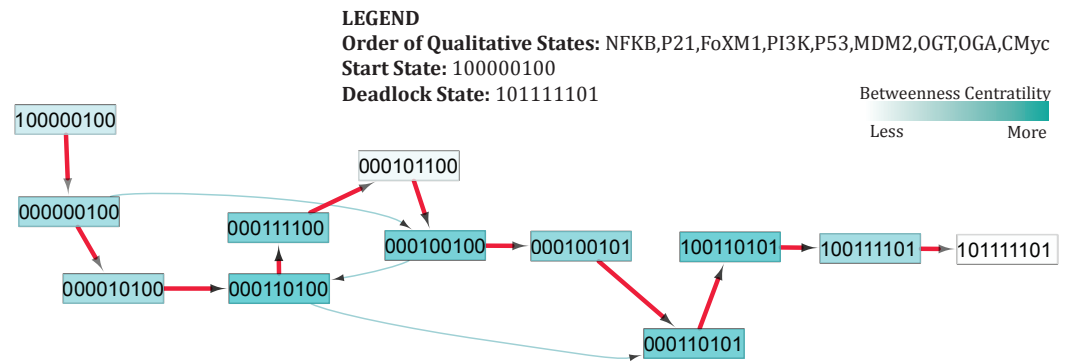 LEGEND
Order of Qualitative States: NFKB,P21,FoXM1,PI3K,P53,MDM2,OGT,OGA,CMyc
Start State: 100000100
Deadlock State: 101111101
Betweenness Centratility
Less More
100000100
000101100
000000100
000111100
000100100
000100101
100110101
100111101
101111101
000010100
000110100
000110101